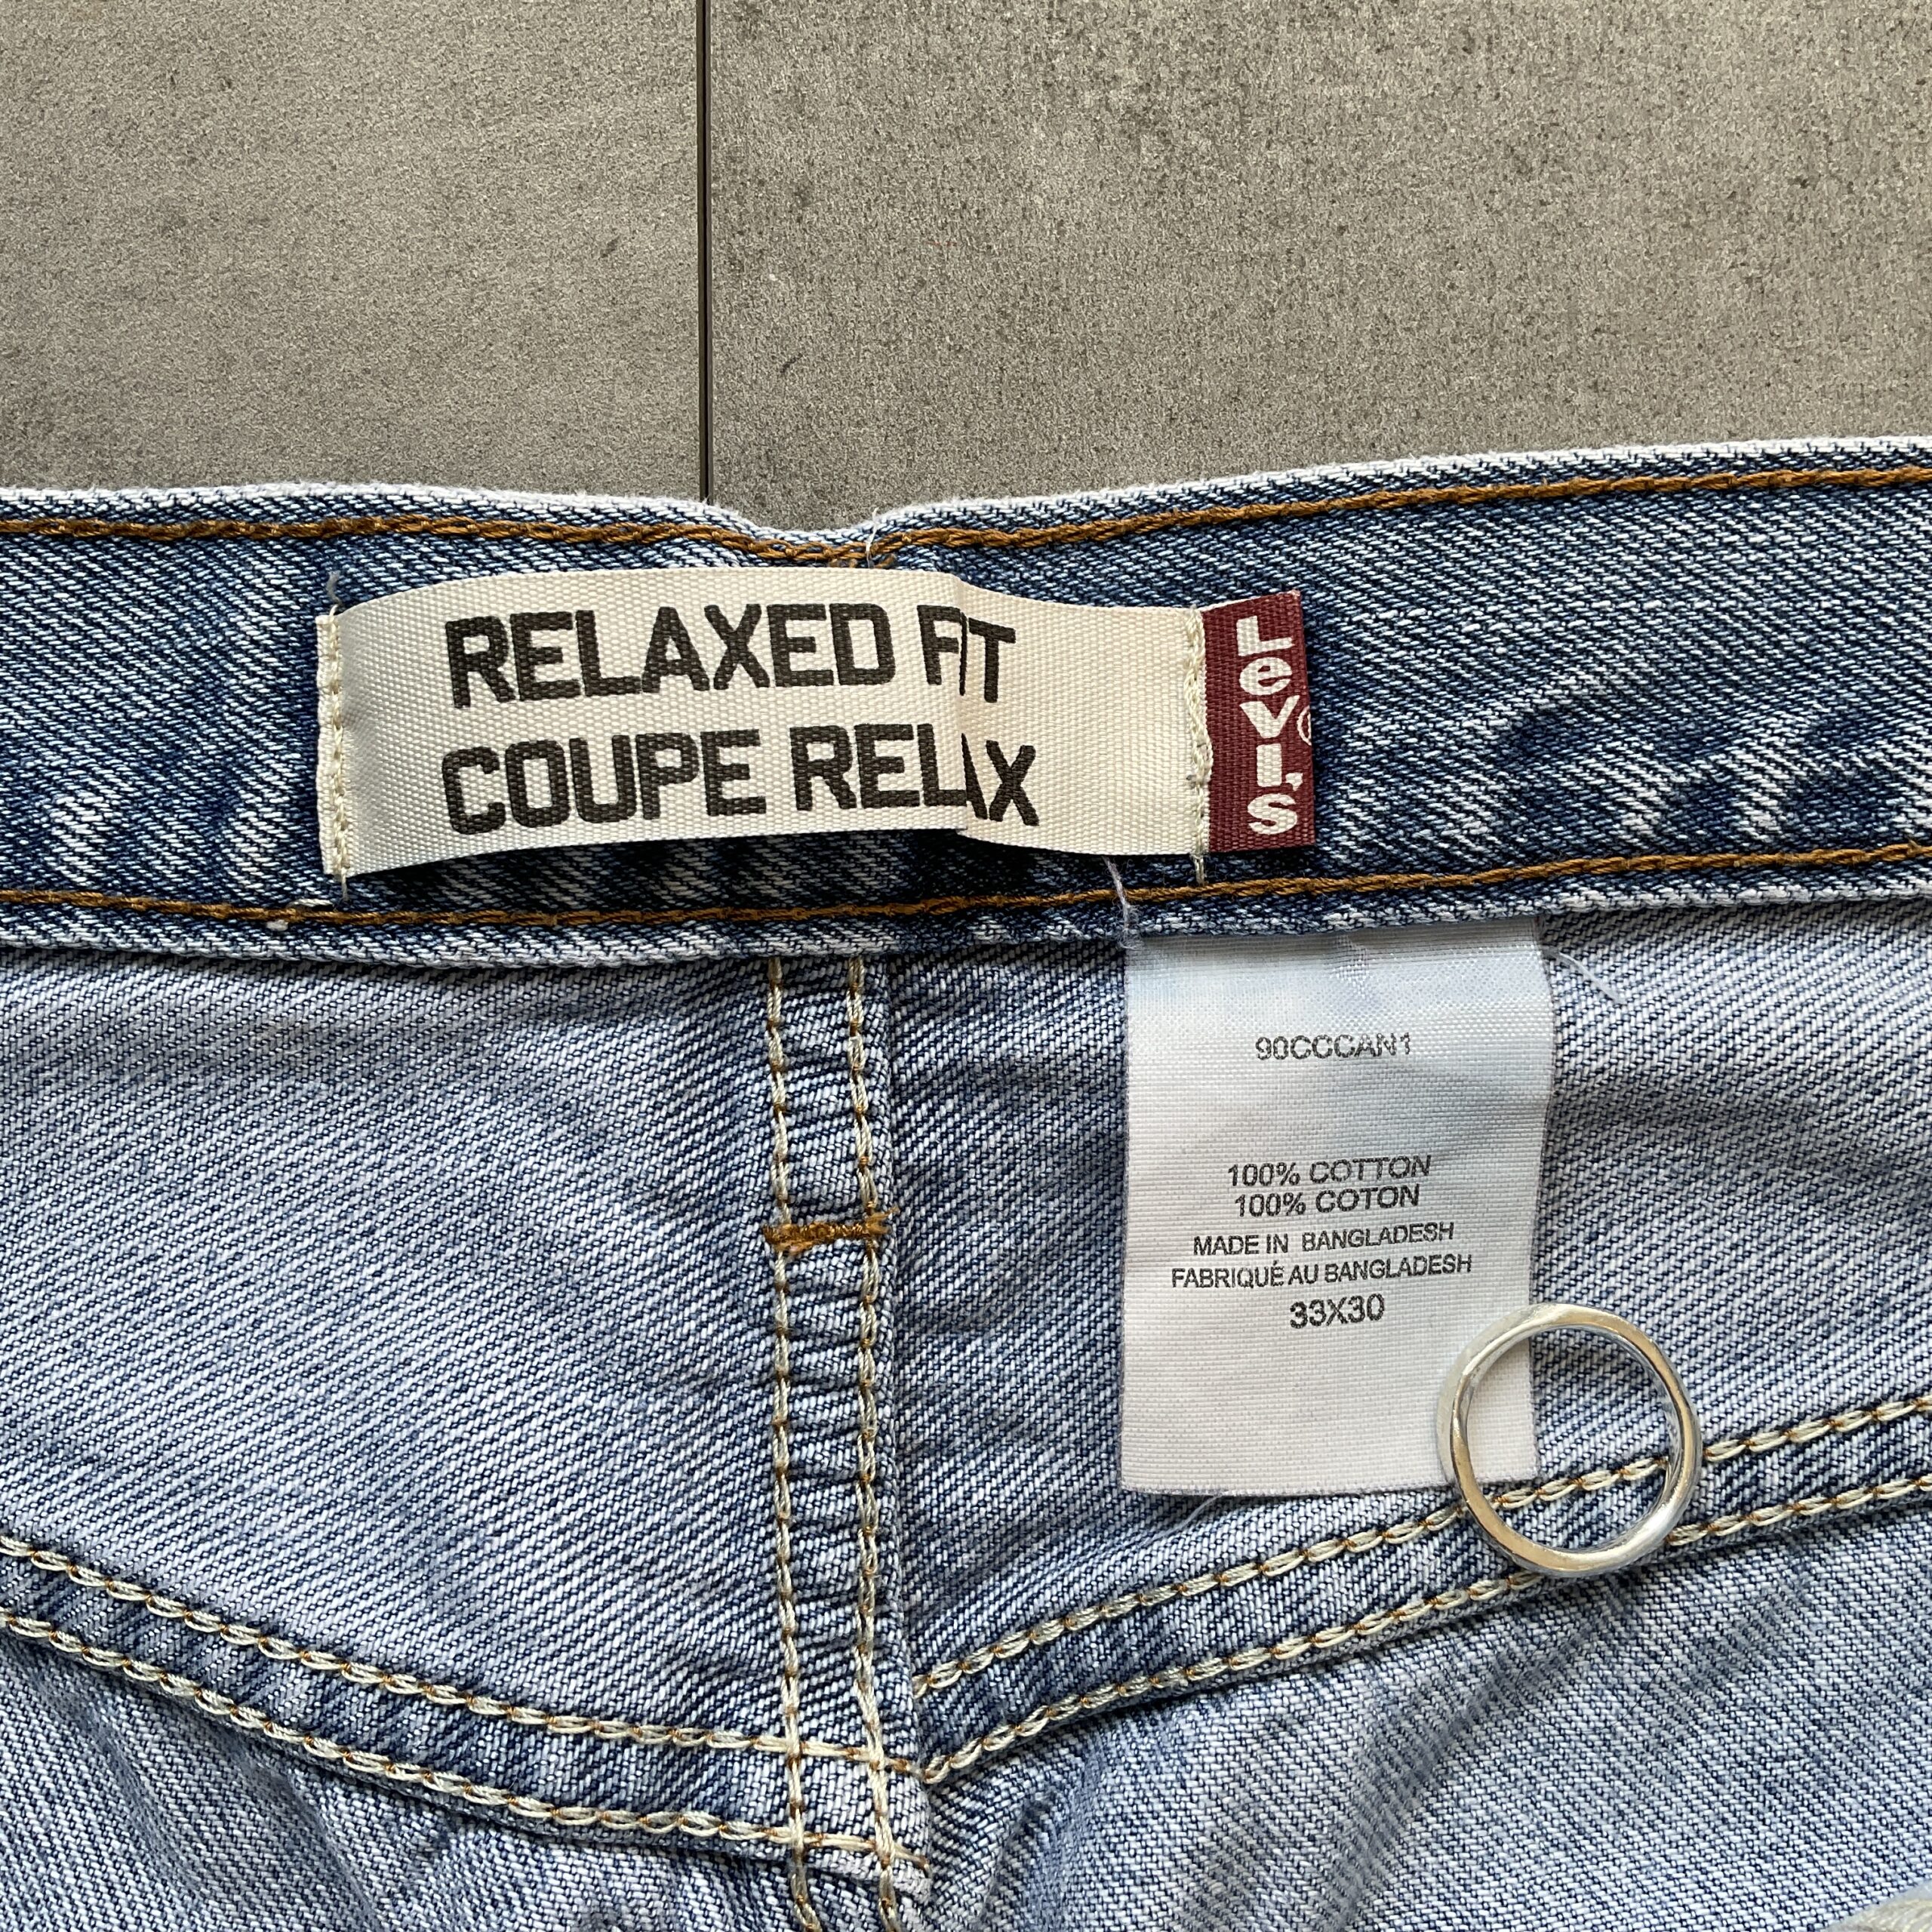 RELAXED FIT
COUPE RELAX
Levi's
90CCCAN1
100% COTTON
100% COTON
MADE IN BANGLADESH
FABRIQUÉ AU BANGLADESH
33X30